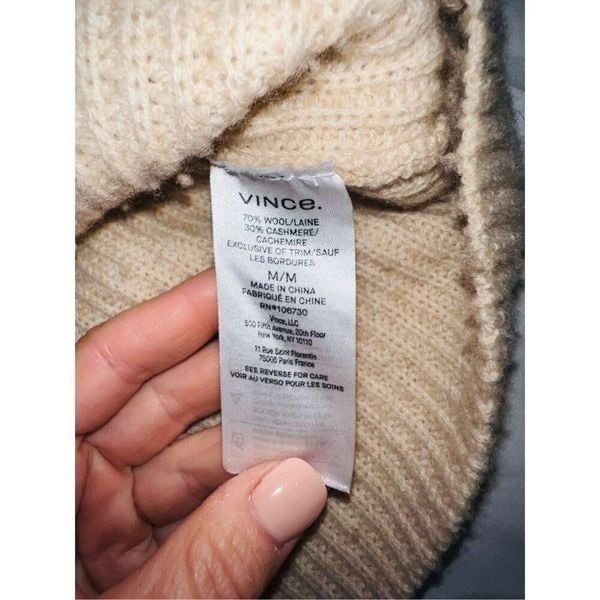 VINCE.
70% WOOL/LAINE
30% CASHMERE/
CACHEMIRE
EXCLUSIVE OF TRIM/SAUF
LES BORDURES
M/M
MADE IN CHINA
FABRIQUÉ EN CHINE
RN#106730
Vince, LLC
500 Fifth Avenue, 20th Floor
New York, NY 10110
11 Rue Saint Florentin
75008 Paris France
SEE REVERSE FOR CARE
VOIR AU VERSO POUR LES SOINS